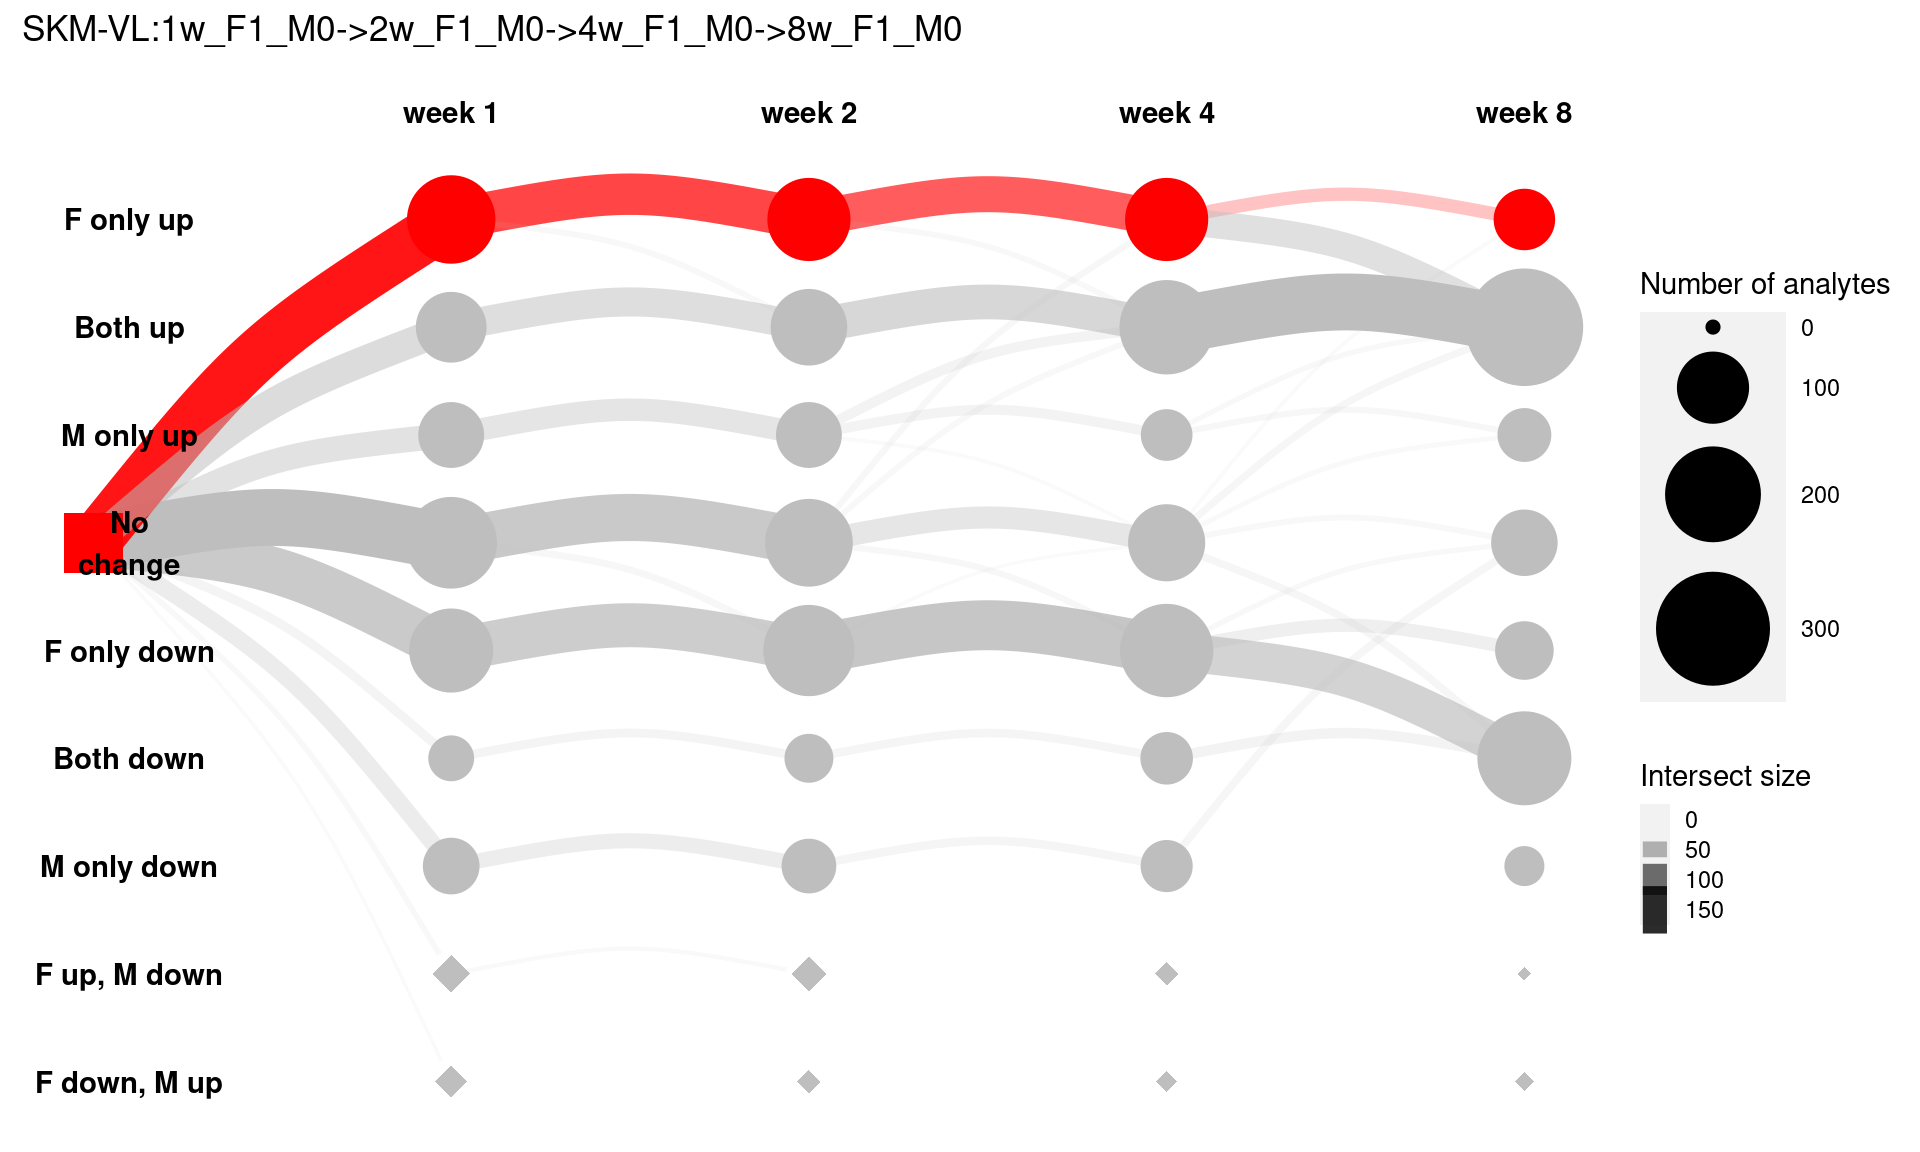 SKM-VL:1w_F1_M0->2w_F1_M0->4w_F1_M0->8w_F1_M0
week 1
week 2
week 4
week 8
F only up
Both up
M only up
No
change
F only down
Both down
M only down
F up, M down
F down, M up
Number of analytes
0
100
200
300
Intersect size
0
50
100
150